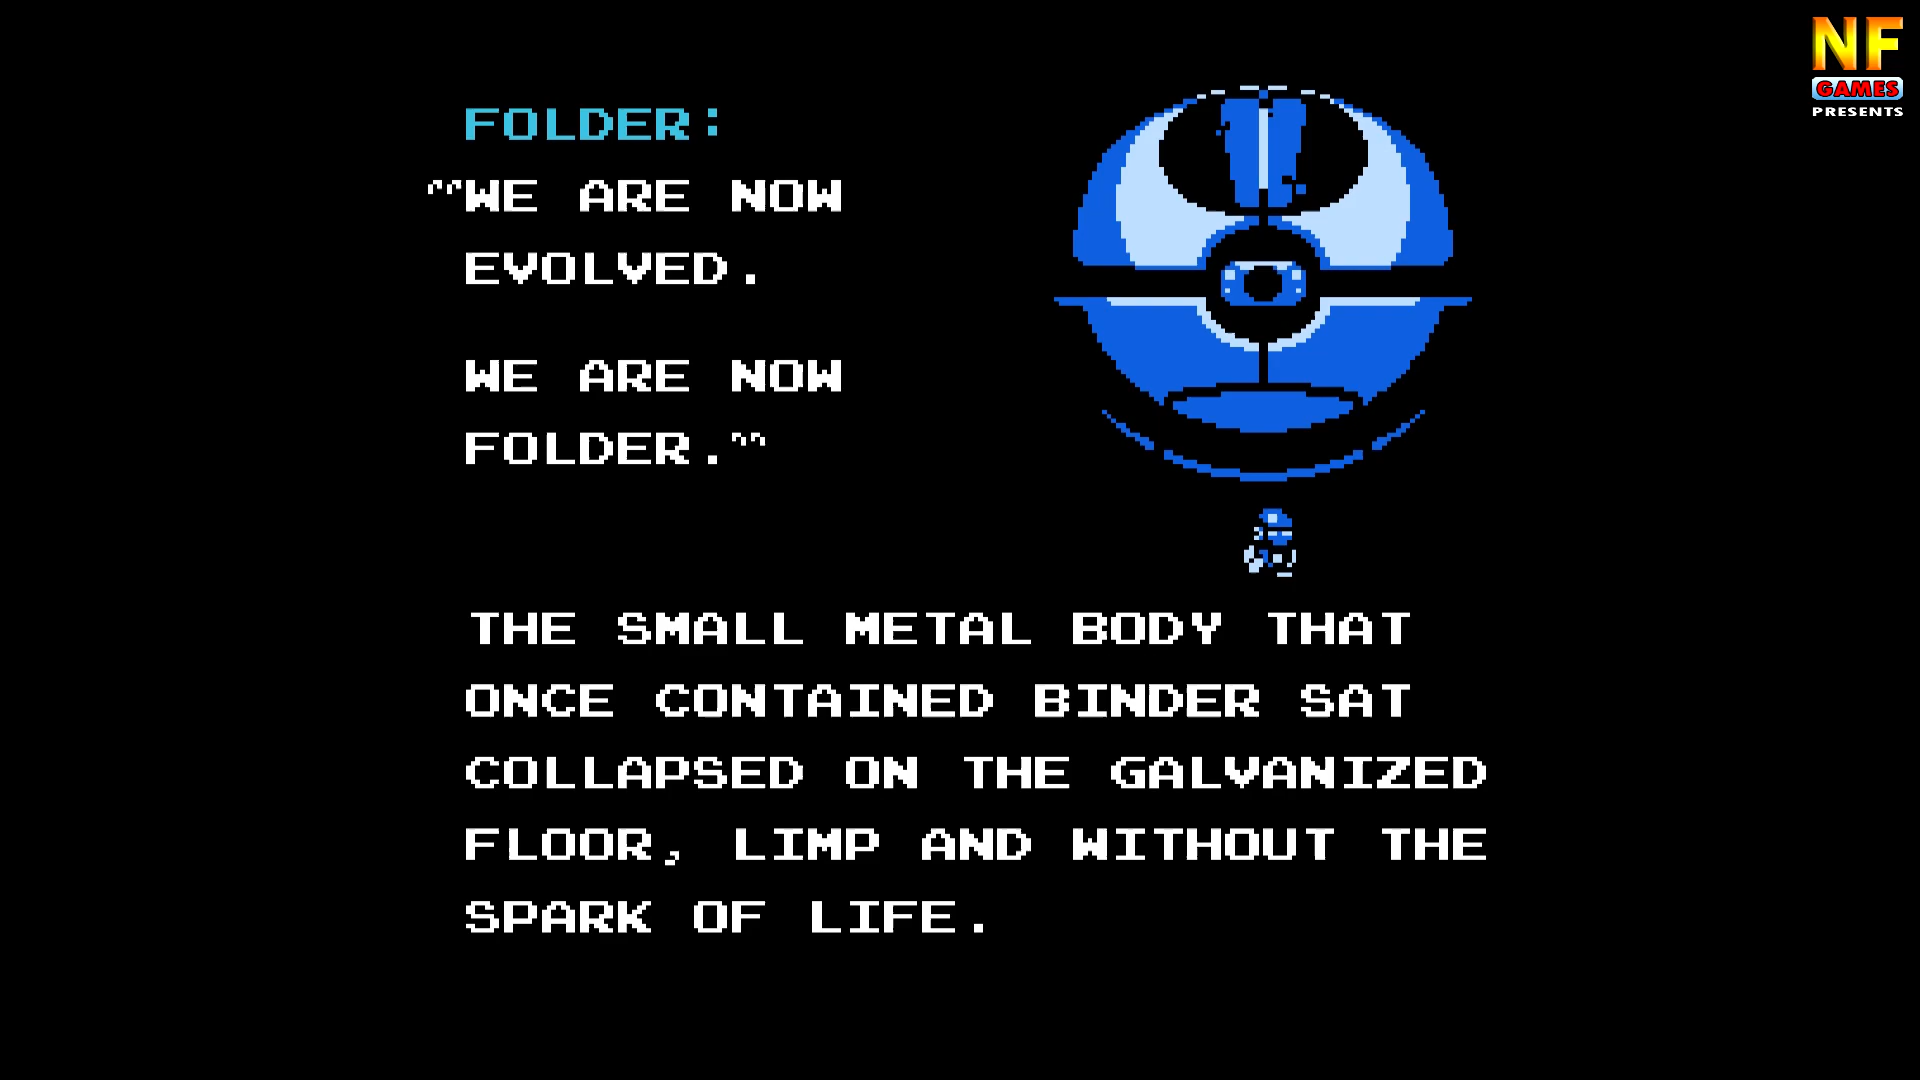 NF
GAMES
PRESENTS
FOLDER:
""WE ARE NOW
EVOLVED.
WE ARE NOW
FOLDER.""
THE SMALL METAL BODY THAT
ONCE CONTAINED BINDER SAT
COLLAPSED ON THE GALVANIZED
FLOOR, LIMP AND WITHOUT THE
SPARK OF LIFE.